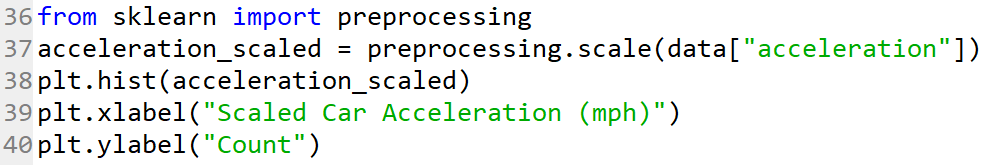 36 from sklearn import preprocessing
37 acceleration_scaled = preprocessing.scale(data["acceleration"])
38 plt.hist(acceleration_scaled)
39 plt.xlabel("Scaled Car Acceleration (mph)")
40 plt.ylabel("Count")